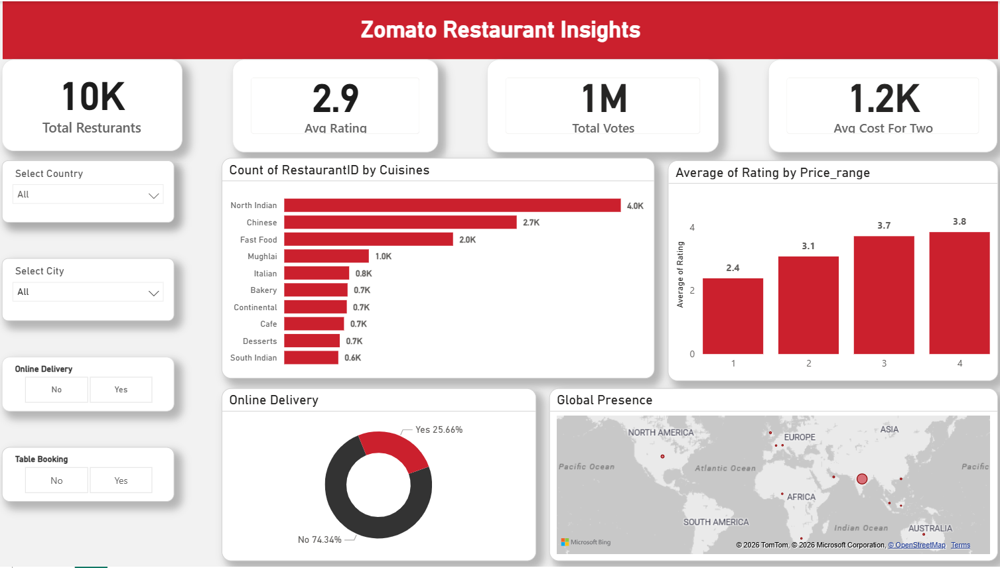 Zomato Restaurant Insights
10K
Total Resturants
2.9
Avg Rating
1M
Total Votes
1.2K
Avg Cost For Two
Select Country
All
Select City
All
Online Delivery
No
Yes
Table Booking
No
Yes
Count of RestaurantID by Cuisines
North Indian 4.0K
Chinese 2.7K
Fast Food 2.0K
Mughlai 1.0K
Italian 0.8K
Bakery 0.7K
Continental 0.7K
Cafe 0.7K
Desserts 0.7K
South Indian 0.6K
Average of Rating by Price_range
Average of Rating
4
2
0
2.4
3.1
3.7
3.8
1
2
3
4
Online Delivery
Yes 25.66%
No 74.34%
Global Presence
NORTH AMERICA
EUROPE
ASIA
Pacific Ocean
Atlantic Ocean
Pacific
AFRICA
SOUTH AMERICA
Indian Ocean
AUSTRALIA
Microsoft Bing
© 2026 TomTom, © 2026 Microsoft Corporation, © OpenStreetMap Terms